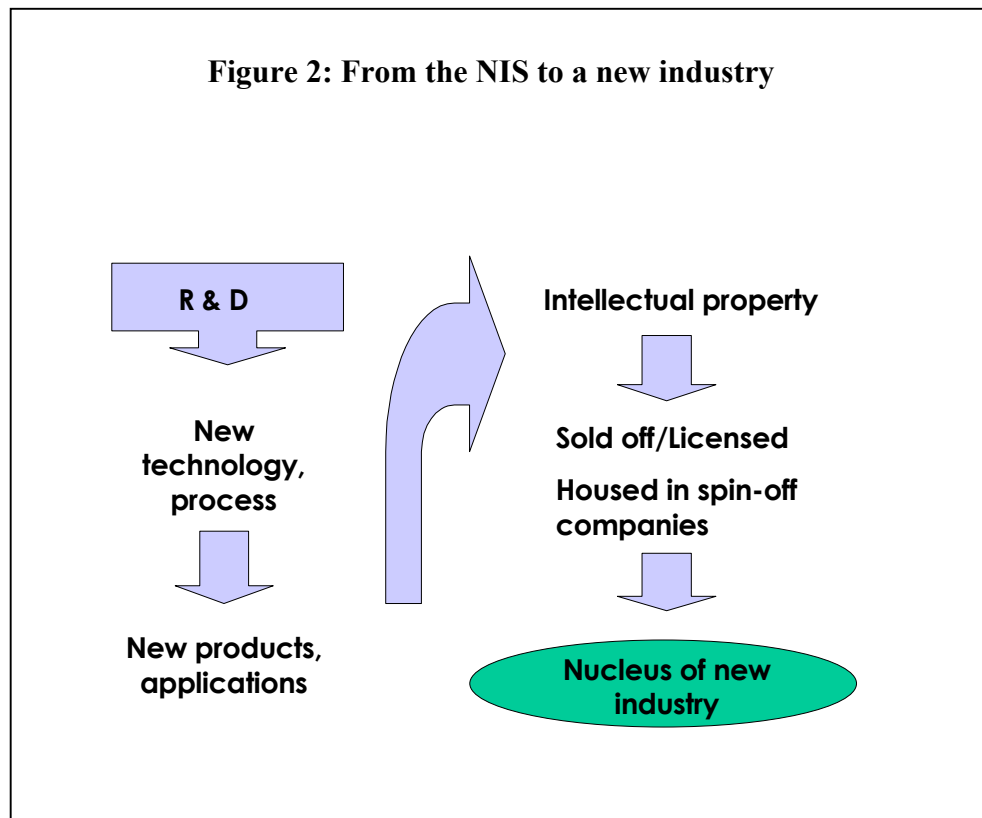 Figure 2: From the NIS to a new industry
R & D
New
technology,
process
New products,
applications
Intellectual property
Sold off/Licensed
Housed in spin-off
companies
Nucleus of new
industry